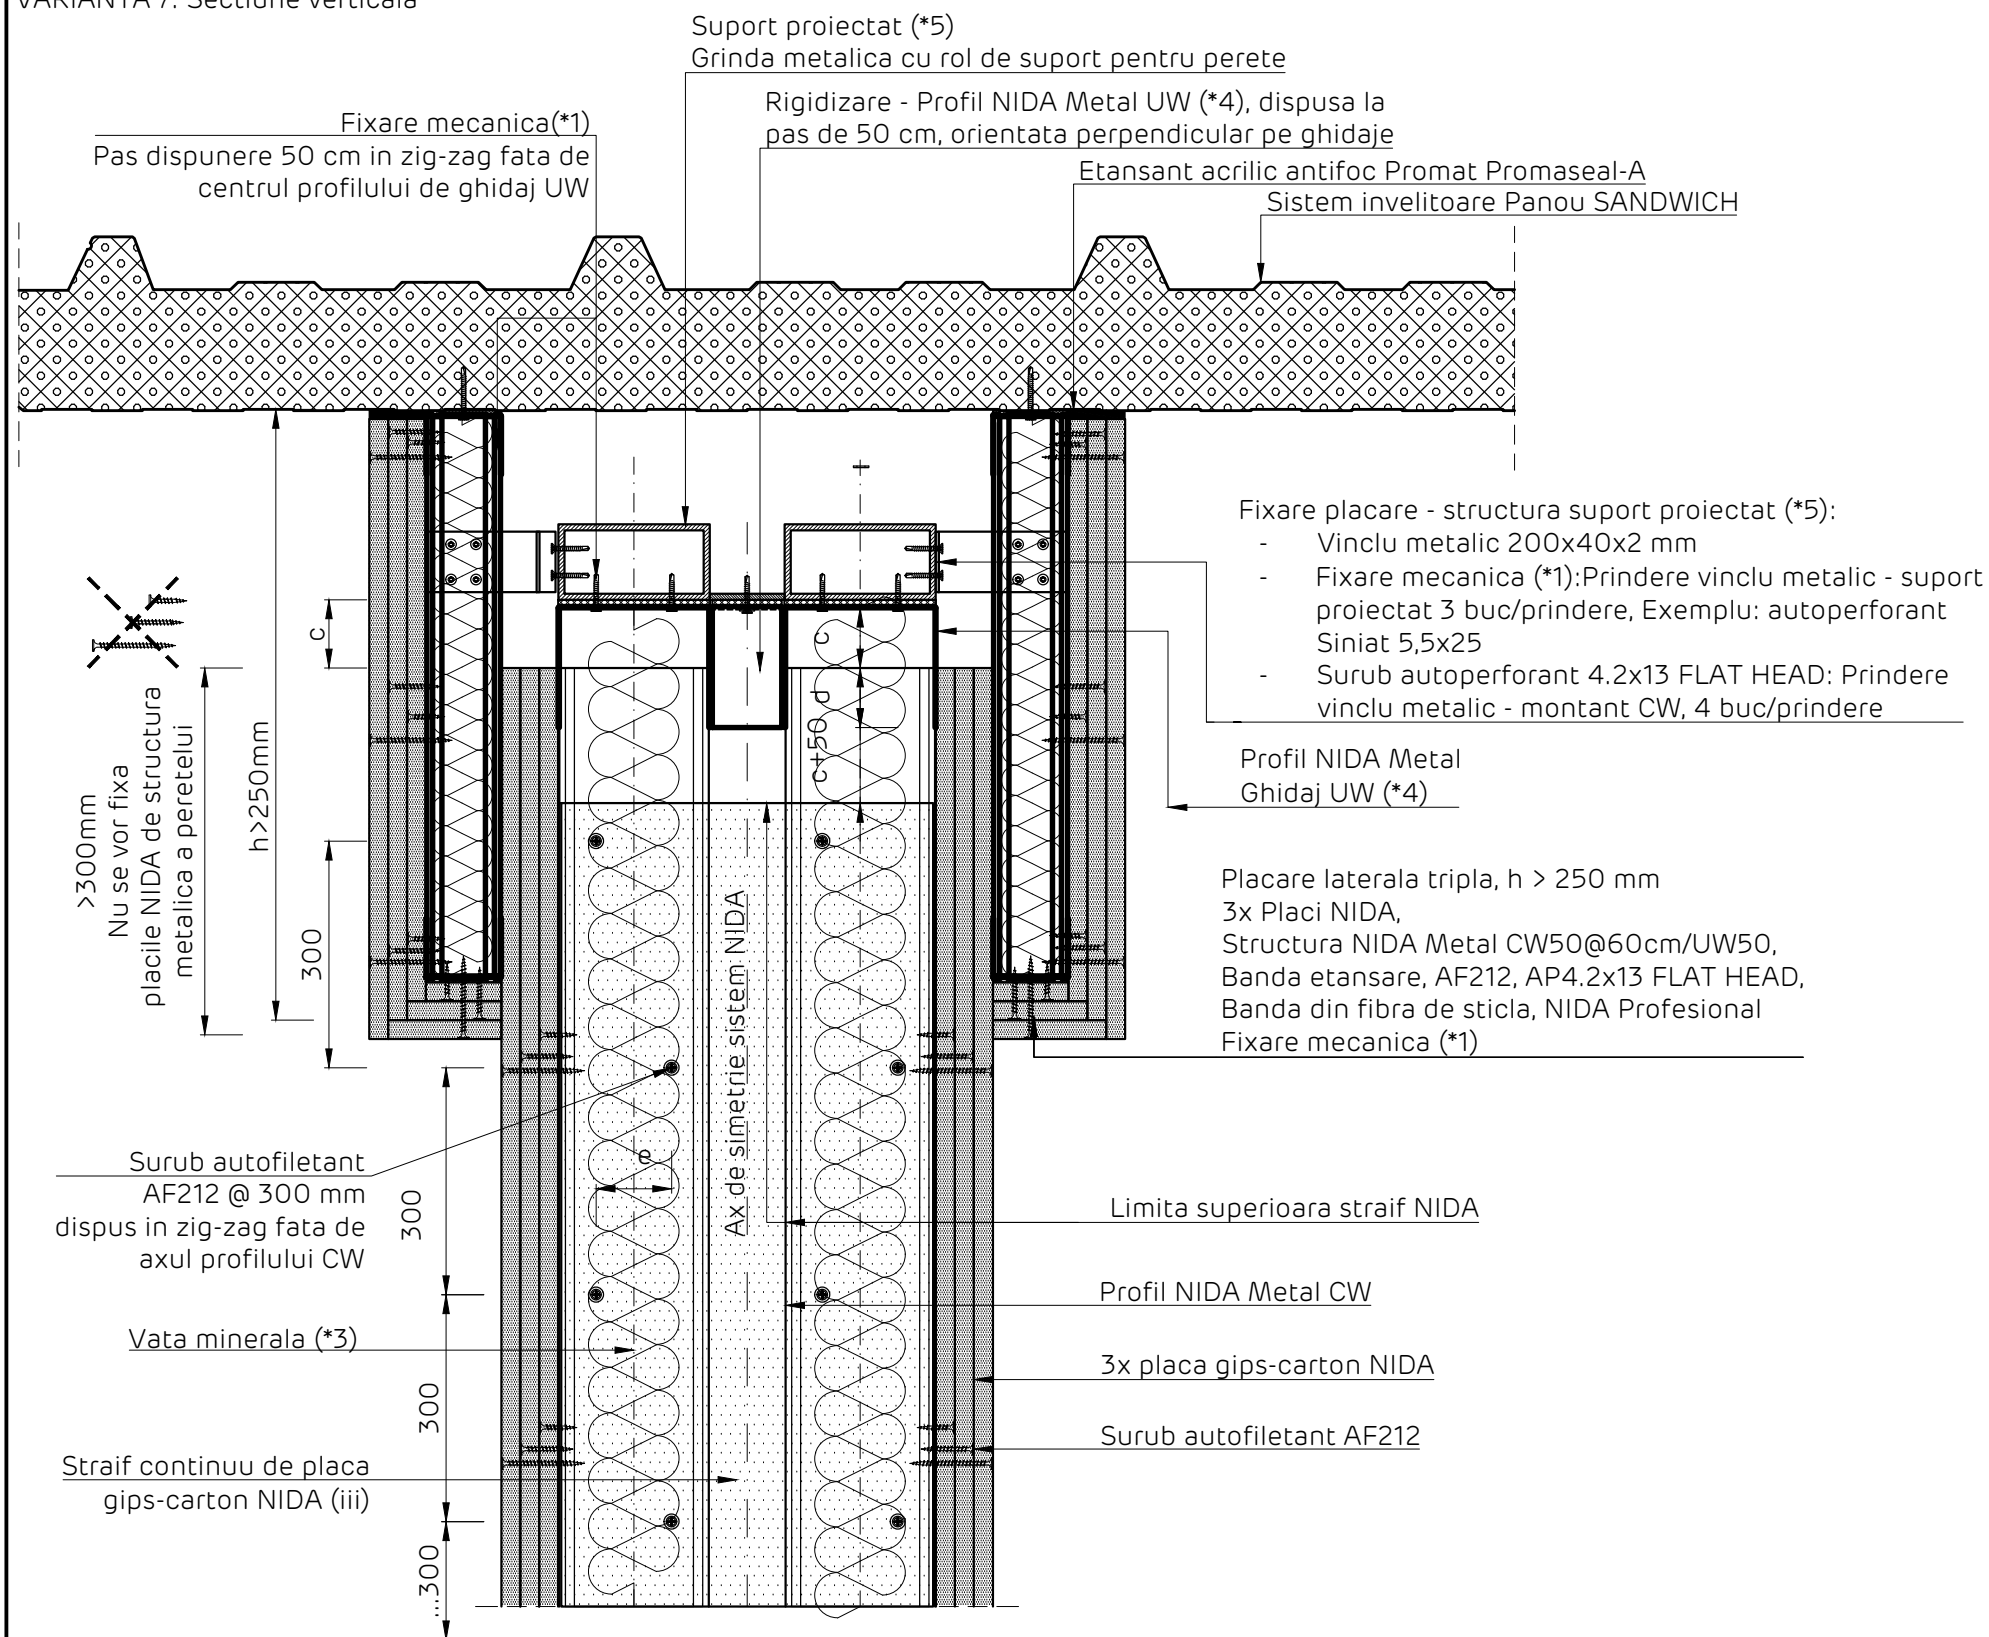 VARIANTA 7: Sectiune verticala
Suport proiectat (*5)
Grinda metalica cu rol de suport pentru perete
Rigidizare - Profil NIDA Metal UW (*4), dispusa la
pas de 50 cm, orientata perpendicular pe ghidaje
Fixare mecanica(*1)
Pas dispunere 50 cm in zig-zag fata de
centrul profilului de ghidaj UW
Etansant acrilic antifoc Promat Promaseal-A
Sistem invelitoare Panou SANDWICH
Fixare placare - structura suport proiectat (*5):
- Vinclu metalic 200x40x2 mm
- Fixare mecanica (*1):Prindere vinclu metalic - suport
proiectat 3 buc/prindere, Exemplu: autoperforant
Siniat 5,5x25
- Surub autoperforant 4.2x13 FLAT HEAD: Prindere
vinclu metalic - montant CW, 4 buc/prindere
Profil NIDA Metal
Ghidaj UW (*4)
Placare laterala tripla, h > 250 mm
3x Placi NIDA,
Structura NIDA Metal CW50@60cm/UW50,
Banda etansare, AF212, AP4.2x13 FLAT HEAD,
Banda din fibra de sticla, NIDA Profesional
Fixare mecanica (*1)
>300mm
Nu se vor fixa
placile NIDA de structura
metalica a peretelui
h>250mm
c
300
c
d
c+50
Ax de simetrie sistem NIDA
e
Surub autofiletant
AF212 @ 300 mm
dispus in zig-zag fata de
axul profilului CW
300
Vata minerala (*3)
300
Straif continuu de placa
gips-carton NIDA (iii)
...300
Limita superioara straif NIDA
Profil NIDA Metal CW
3x placa gips-carton NIDA
Surub autofiletant AF212